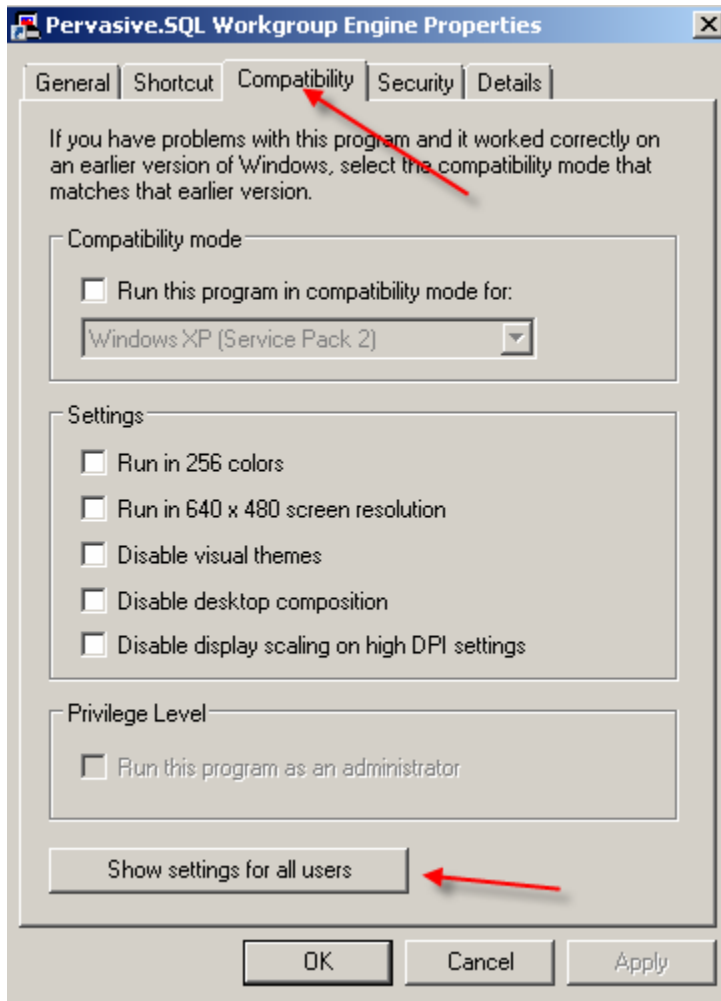 Pervasive.SQL Workgroup Engine Properties
General Shortcut Compatibility Security Details
If you have problems with this program and it worked correctly on
an earlier version of Windows, select the compatibility mode that
matches that earlier version.
Compatibility mode
Run this program in compatibility mode for:
Windows XP (Service Pack 2)
Settings
Run in 256 colors
Run in 640 x 480 screen resolution
Disable visual themes
Disable desktop composition
Disable display scaling on high DPI settings
Privilege Level
Run this program as an administrator
Show settings for all users
OK Cancel Apply